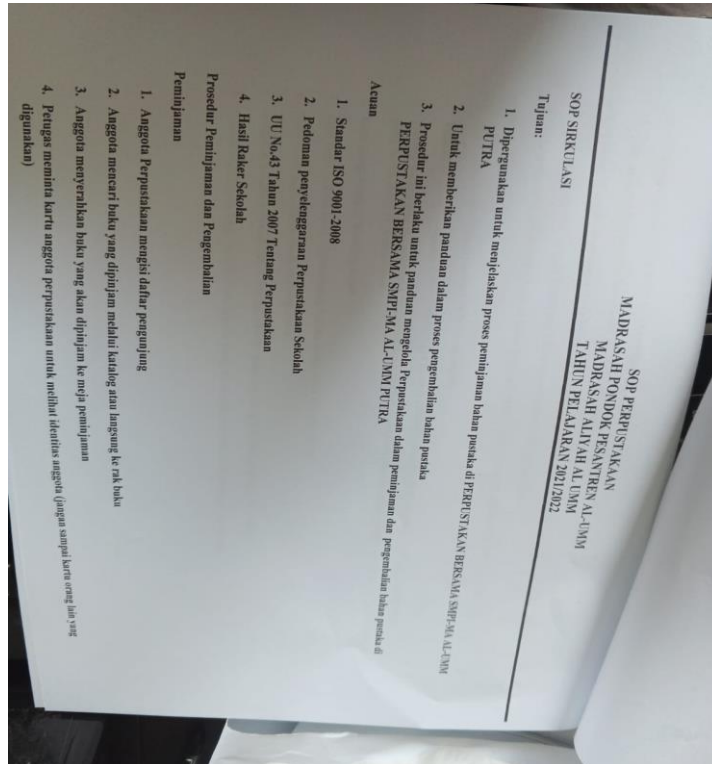 SOP PERPUSTAKAAN
MADRASAH PONDOK PESANTREN AL-UMM
MADRASAH ALIYAH AL UMM
TAHUN PELAJARAN 2021/2022
SOP SIRKULASI
Tujuan:
1. Dipergunakan untuk menjelaskan proses peminjaman bahan pustaka di PERPUSTAKAN BERSAMA SMPI-MA AL-UMM
PUTRA
2. Untuk memberikan panduan dalam proses pengembalian bahan pustaka
3. Prosedur ini berlaku untuk panduan mengelola Perpustakaan dalam peminjaman dan pengembalian bahan pustaka di
PERPUSTAKAN BERSAMA SMPI-MA AL-UMM PUTRA
Acuan
1. Standar ISO 9001-2008
2. Pedoman penyelenggaraan Perpustakaan Sekolah
3. UU No.43 Tahun 2007 Tentang Perpustakaan
4. Hasil Raker Sekolah
Prosedur Peminjaman dan Pengembalian
Peminjaman
1. Anggota Perpustakaan mengisi daftar pengunjung
2. Anggota mencari buku yang dipinjam melalui katalog atau langsung ke rak buku
3. Anggota menyerahkan buku yang akan dipinjam ke meja peminjaman
4. Petugas meminta kartu anggota perpustakaan untuk melihat identitas anggota (jangan sampai kartu orang lain yang
digunakan)